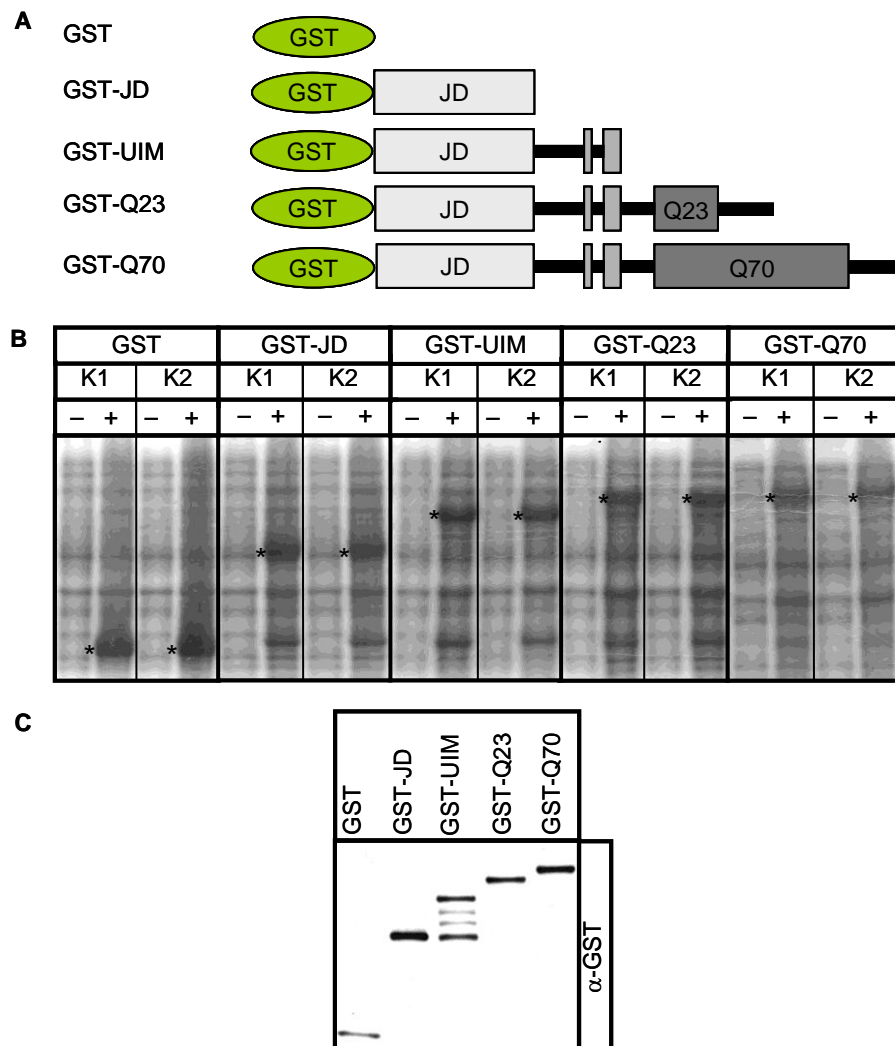 A
GST GST
GST-JD GST JD
GST-UIM GST JD
GST-Q23 GST JD Q23
GST-Q70 GST JD Q70
B
GST GST-JD GST-UIM GST-Q23 GST-Q70
K1 K2 K1 K2 K1 K2 K1 K2 K1 K2
– + – + – + – + – + – + – + – + – + – +
* * * * * * * * * *
C
GST GST-JD GST-UIM GST-Q23 GST-Q70
α-GST